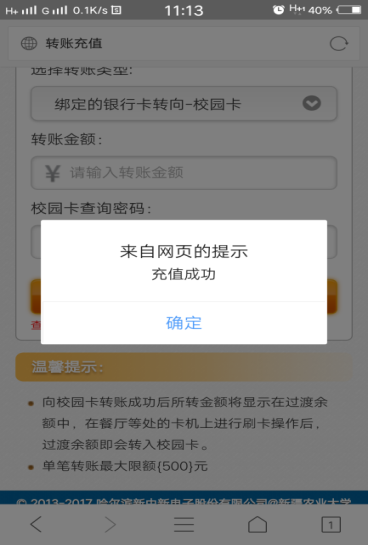 H+ G 0.1K/s 11:13 H+1 40%
转账充值
选择转账类型:
绑定的银行卡转向-校园卡
转账金额:
¥ 请输入转账金额
校园卡查询密码:
来自网页的提示
充值成功
确定
查
温馨提示:
向校园卡转账成功后所转金额将显示在过渡余
额中，在餐厅等处的卡机上进行刷卡操作后，
过渡余额即会转入校园卡。
单笔转账最大限额{500}元
© 2013-2017 哈尔滨新中新电子股份有限公司@新疆农业大学
1